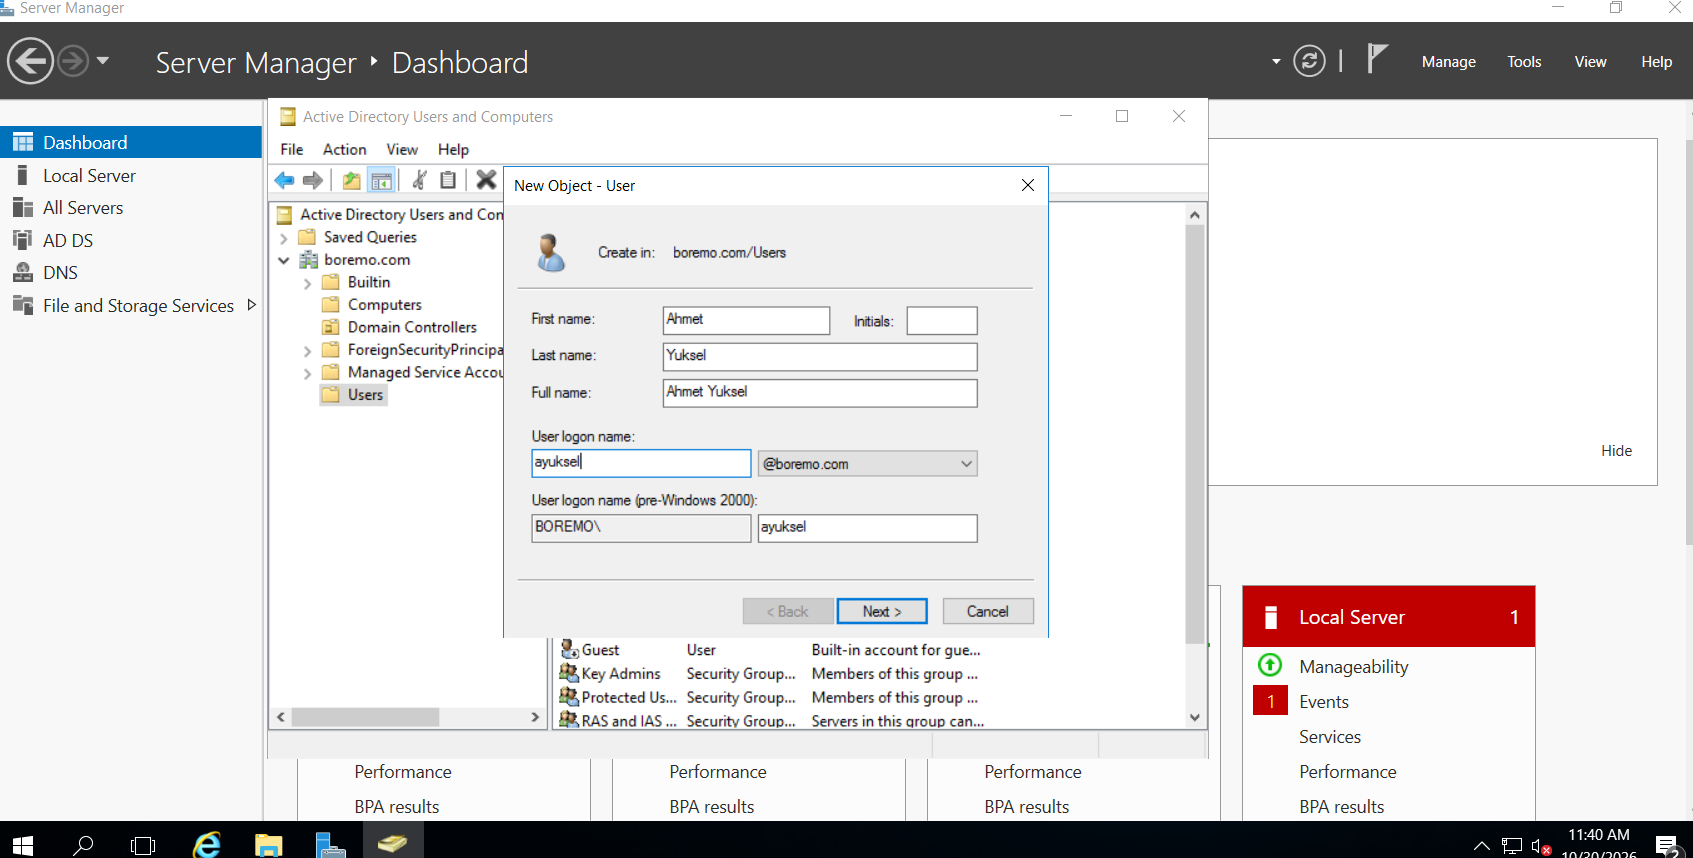 Server Manager
Server Manager ‣ Dashboard
Manage Tools View Help
Dashboard
Local Server
All Servers
AD DS
DNS
File and Storage Services
Active Directory Users and Computers
File Action View Help
Active Directory Users and Con
Saved Queries
boremo.com
Builtin
Computers
Domain Controllers
ForeignSecurityPrincipa
Managed Service Accou
Users
New Object - User
Create in: boremo.com/Users
First name: Ahmet Initials:
Last name: Yuksel
Full name: Ahmet Yuksel
User logon name:
ayuksel @boremo.com
User logon name (pre-Windows 2000):
BOREMO\ ayuksel
< Back Next > Cancel
Guest User Built-in account for gue...
Key Admins Security Group... Members of this group ...
Protected Us... Security Group... Members of this group ...
RAS and IAS ... Security Group... Servers in this group can...
Hide
Performance
BPA results
Performance
BPA results
Performance
BPA results
Local Server 1
Manageability
1 Events
Services
Performance
BPA results
11:40 AM
10/30/2026
2